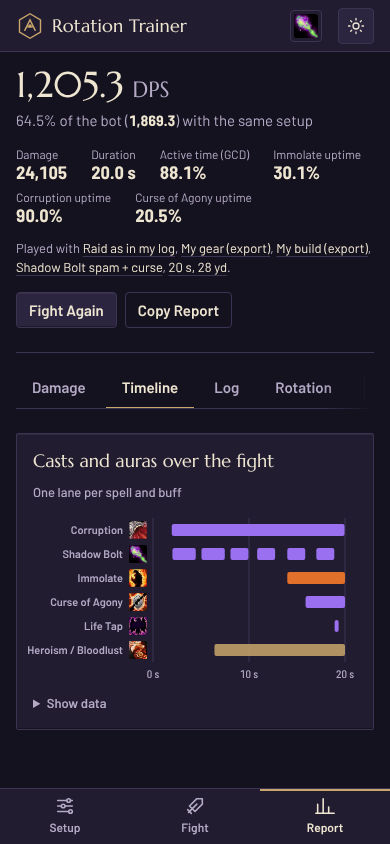 Rotation Trainer
1,205.3 DPS
64.5% of the bot (1,869.3) with the same setup
Damage Duration Active time (GCD) Immolate uptime
24,105 20.0 s 88.1% 30.1%
Corruption uptime Curse of Agony uptime
90.0% 20.5%
Played with Raid as in my log, My gear (export), My build (export),
Shadow Bolt spam + curse, 20 s, 28 yd.
Fight Again Copy Report
Damage Timeline Log Rotation
Casts and auras over the fight
One lane per spell and buff
Corruption
Shadow Bolt
Immolate
Curse of Agony
Life Tap
Heroism / Bloodlust
0 s 10 s 20 s
▶ Show data
Setup Fight Report